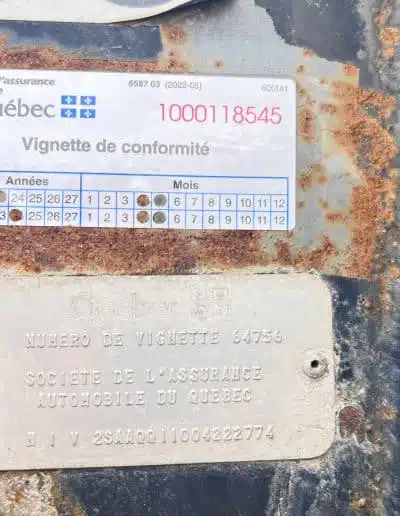 l'assurance 6587 03 (2022-05) 600141
e
uébec 1000118545
Vignette de conformité
Années Mois
24 25 26 27 1 2 3 6 7 8 9 10 11 12
3 25 26 27 1 2 3 6 7 8 9 10 11 12
Québec
NUMERO DE VIGNETTE 64756
SOCIETE DE L'ASSURANCE
AUTOMOBILE DU QUEBEC
N I V 2SAAQQ11004222774